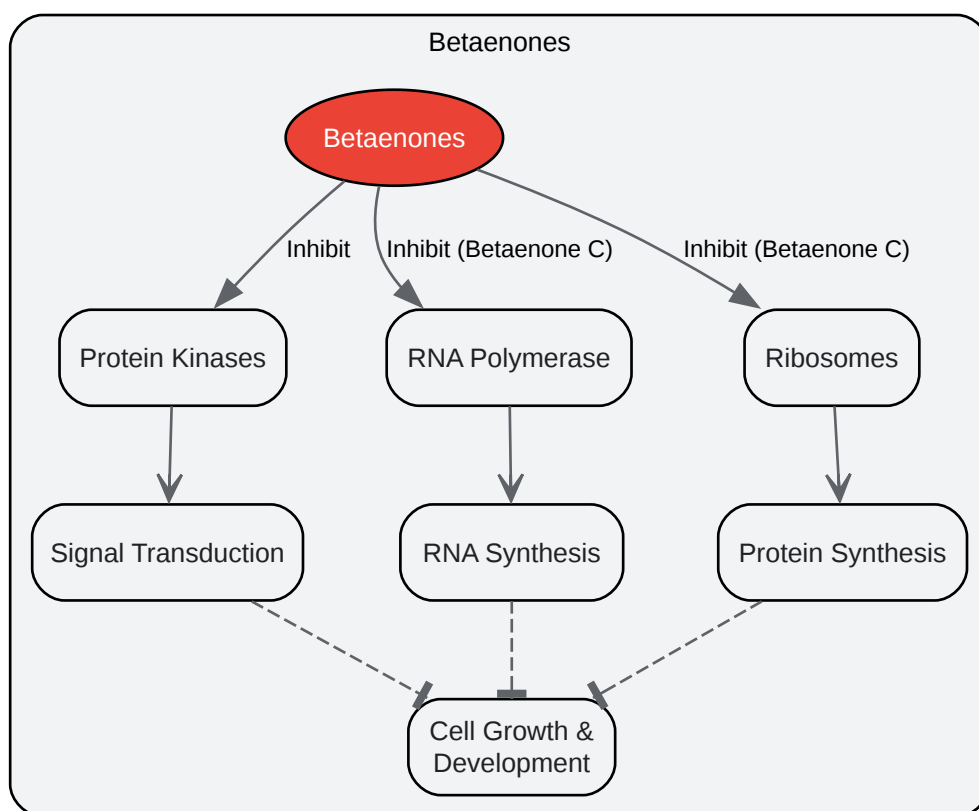 Betaenones
Betaenones
Inhibit
Inhibit (Betaenone C)
Inhibit (Betaenone C)
Protein Kinases
RNA Polymerase
Ribosomes
Signal Transduction
RNA Synthesis
Protein Synthesis
Cell Growth &
Development